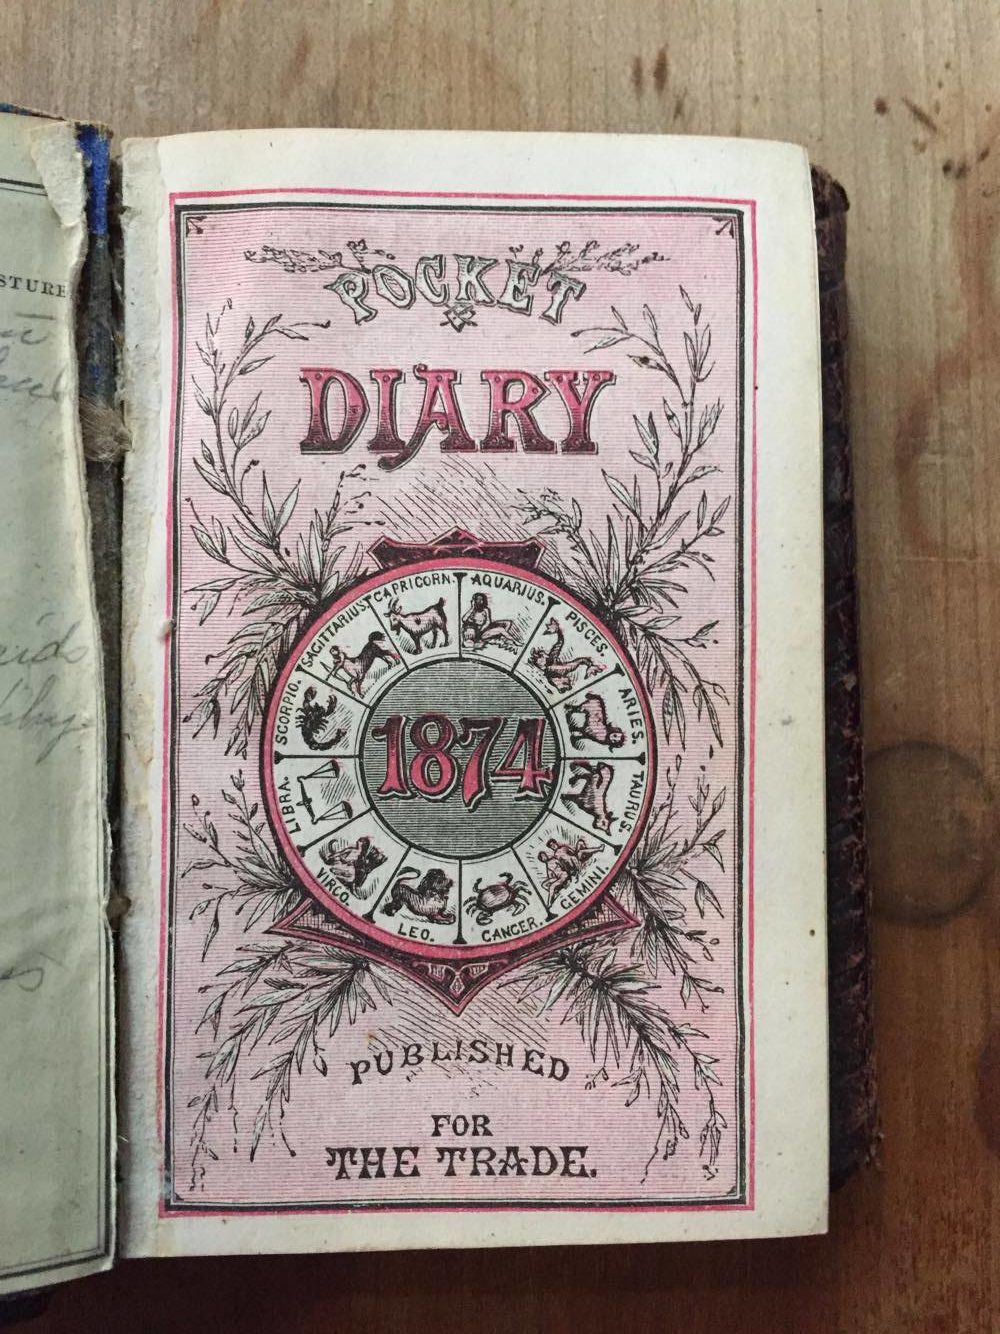 POCKET
DIARY
CAPRICORN.
AQUARIUS.
PISCES.
ARIES.
TAURUS.
GEMINI.
CANCER.
LEO.
VIRGO.
LIBRA.
SCORPIO.
SAGITTARIUS
1874
PUBLISHED
FOR
THE TRADE.